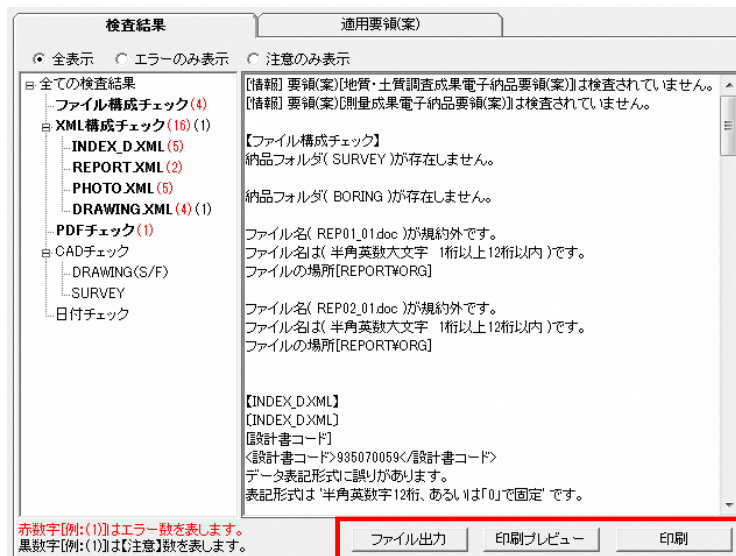 検査結果
適用要領(案)
全表示 エラーのみ表示 注意のみ表示
全ての検査結果
ファイル構成チェック(4)
XML構成チェック(16)(1)
INDEX_D.XML(5)
REPORT.XML(2)
PHOTO.XML(5)
DRAWING.XML(4)(1)
PDFチェック(1)
CADチェック
DRAWING(S/F)
SURVEY
日付チェック
[情報] 要領(案)[地質・土質調査成果電子納品要領(案)]は検査されていません。
[情報] 要領(案)[測量成果電子納品要領(案)]は検査されていません。
【ファイル構成チェック】
納品フォルダ( SURVEY )が存在しません。
納品フォルダ( BORING )が存在しません。
ファイル名( REP01_01.doc )が規約外です。
ファイル名は( 半角英数大文字 1桁以上12桁以内 )です。
ファイルの場所[REPORT¥ORG]
ファイル名( REP02_01.doc )が規約外です。
ファイル名は( 半角英数大文字 1桁以上12桁以内 )です。
ファイルの場所[REPORT¥ORG]
【INDEX_D.XML】
〔INDEX_D.XML〕
[設計書コード]
<設計書コード>935070059</設計書コード>
データ表記形式に誤りがあります。
表記形式は '半角英数字12桁、あるいは「0」で固定' です。
赤数字[例:(1)]はエラー数を表します。
黒数字[例:(1)]は【注意】数を表します。
ファイル出力
印刷プレビュー
印刷